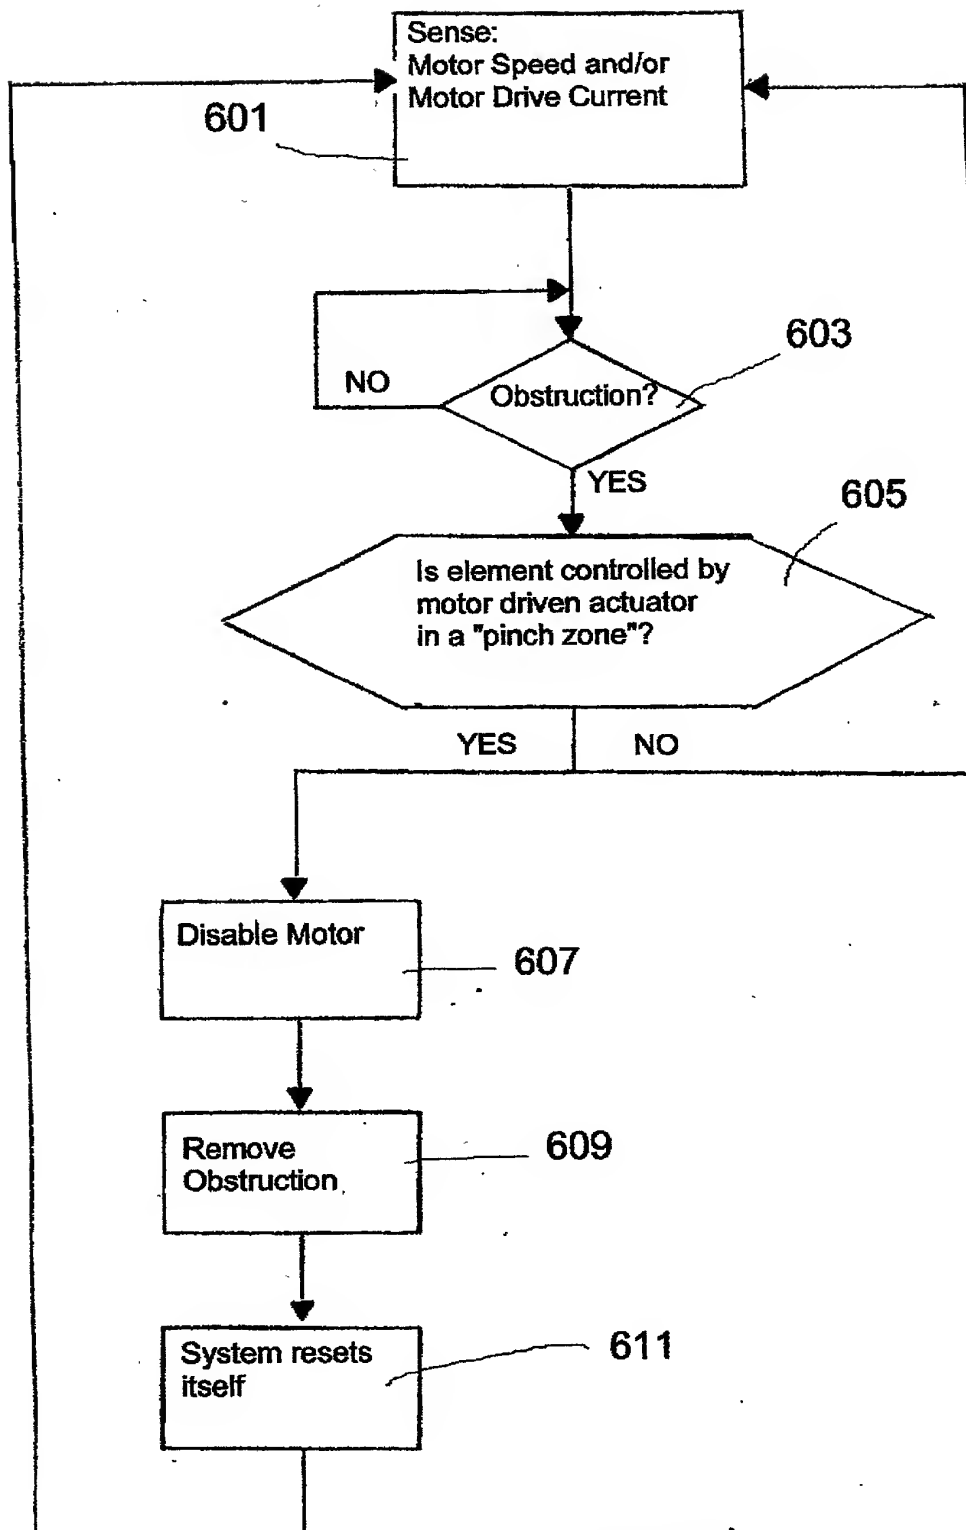 Sense:
Motor Speed and/or
Motor Drive Current
601
603
NO
Obstruction?
YES
605
Is element controlled by
motor driven actuator
in a "pinch zone"?
YES
NO
Disable Motor
607
Remove
Obstruction
609
System resets
itself
611